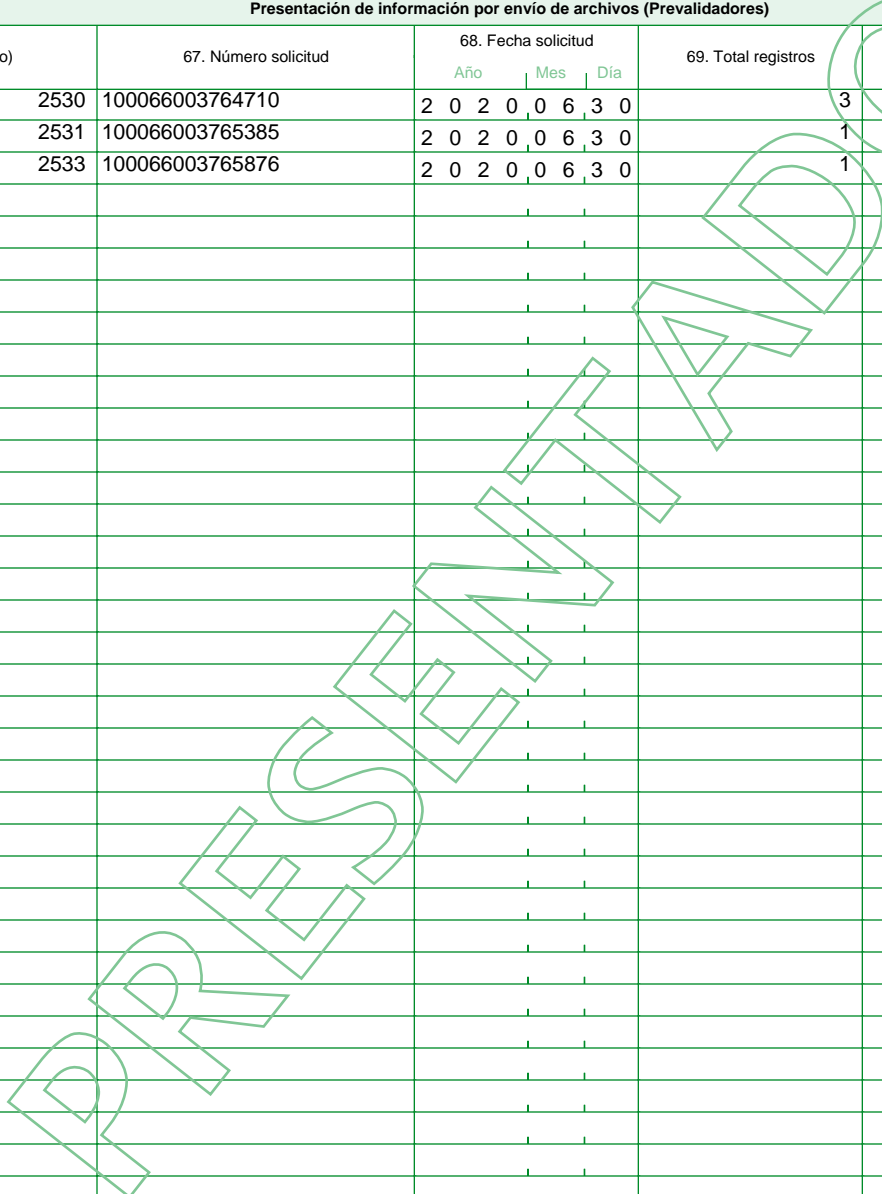 Presentación de información por envío de archivos (Prevalidadores)
o) 67. Número solicitud 68. Fecha solicitud 69. Total registros
Año Mes Día
2530 100066003764710 2 0 2 0 0 6 3 0 3
2531 100066003765385 2 0 2 0 0 6 3 0 1
2533 100066003765876 2 0 2 0 0 6 3 0 1
PRESENTADO